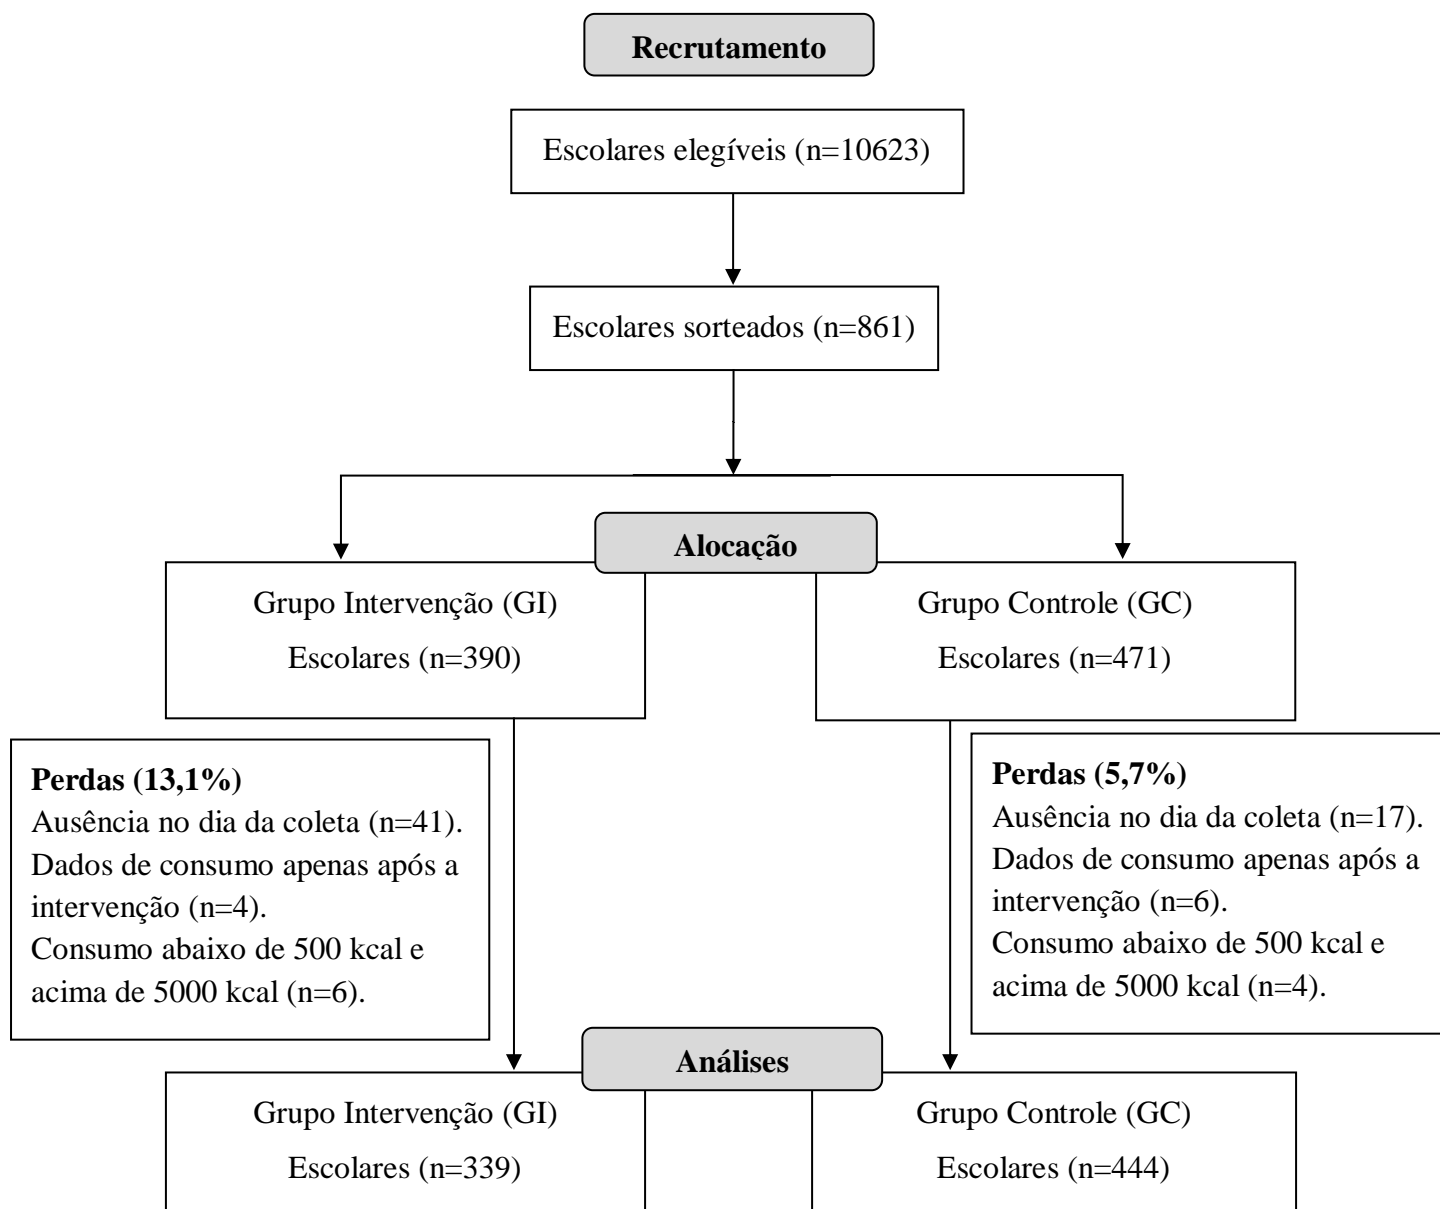 Recrutamento
Escolares elegíveis (n=10623)
Escolares sorteados (n=861)
Alocação
Grupo Intervenção (GI)
Escolares (n=390)
Grupo Controle (GC)
Escolares (n=471)
Perdas (13,1%)
Ausência no dia da coleta (n=41).
Dados de consumo apenas após a
intervenção (n=4).
Consumo abaixo de 500 kcal e
acima de 5000 kcal (n=6).
Perdas (5,7%)
Ausência no dia da coleta (n=17).
Dados de consumo apenas após a
intervenção (n=6).
Consumo abaixo de 500 kcal e
acima de 5000 kcal (n=4).
Análises
Grupo Intervenção (GI)
Escolares (n=339)
Grupo Controle (GC)
Escolares (n=444)